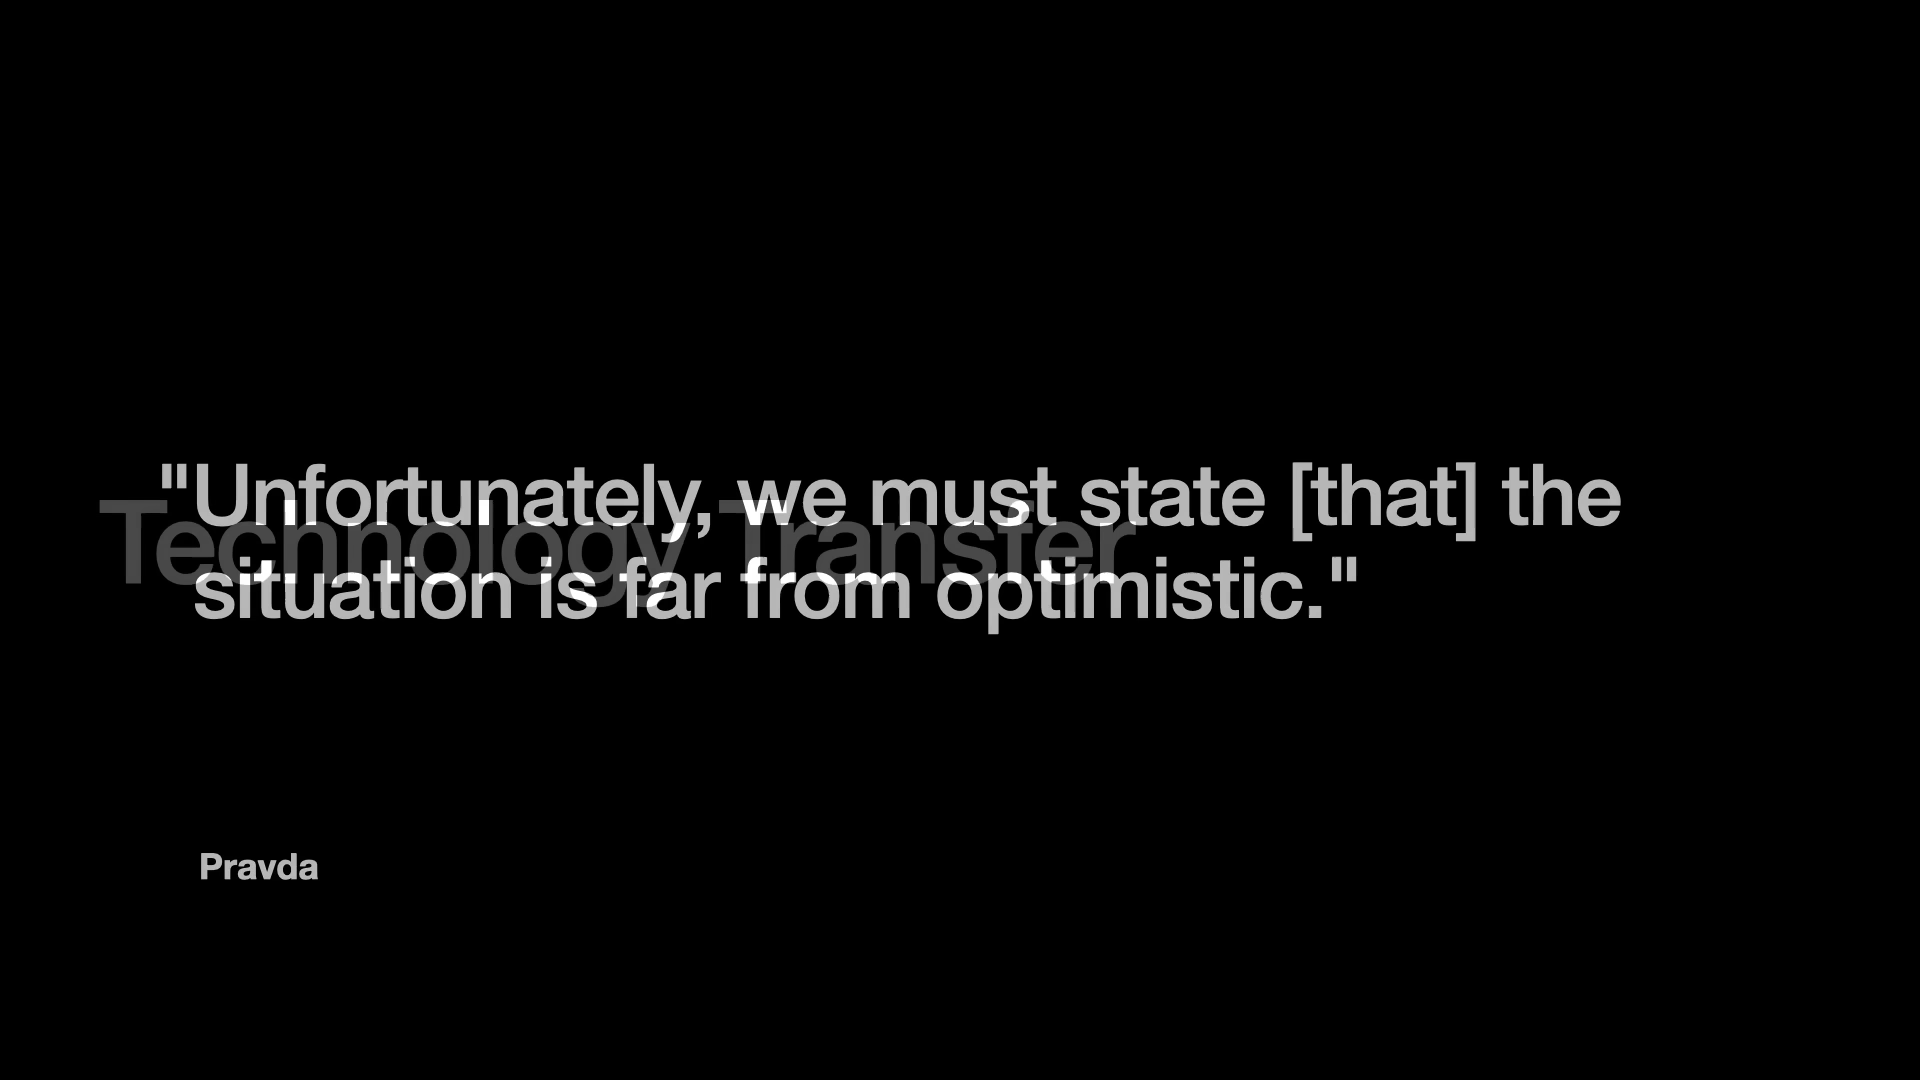 "Unfortunately, we must state [that] the
Technology Transfer
situation is far from optimistic."
Pravda